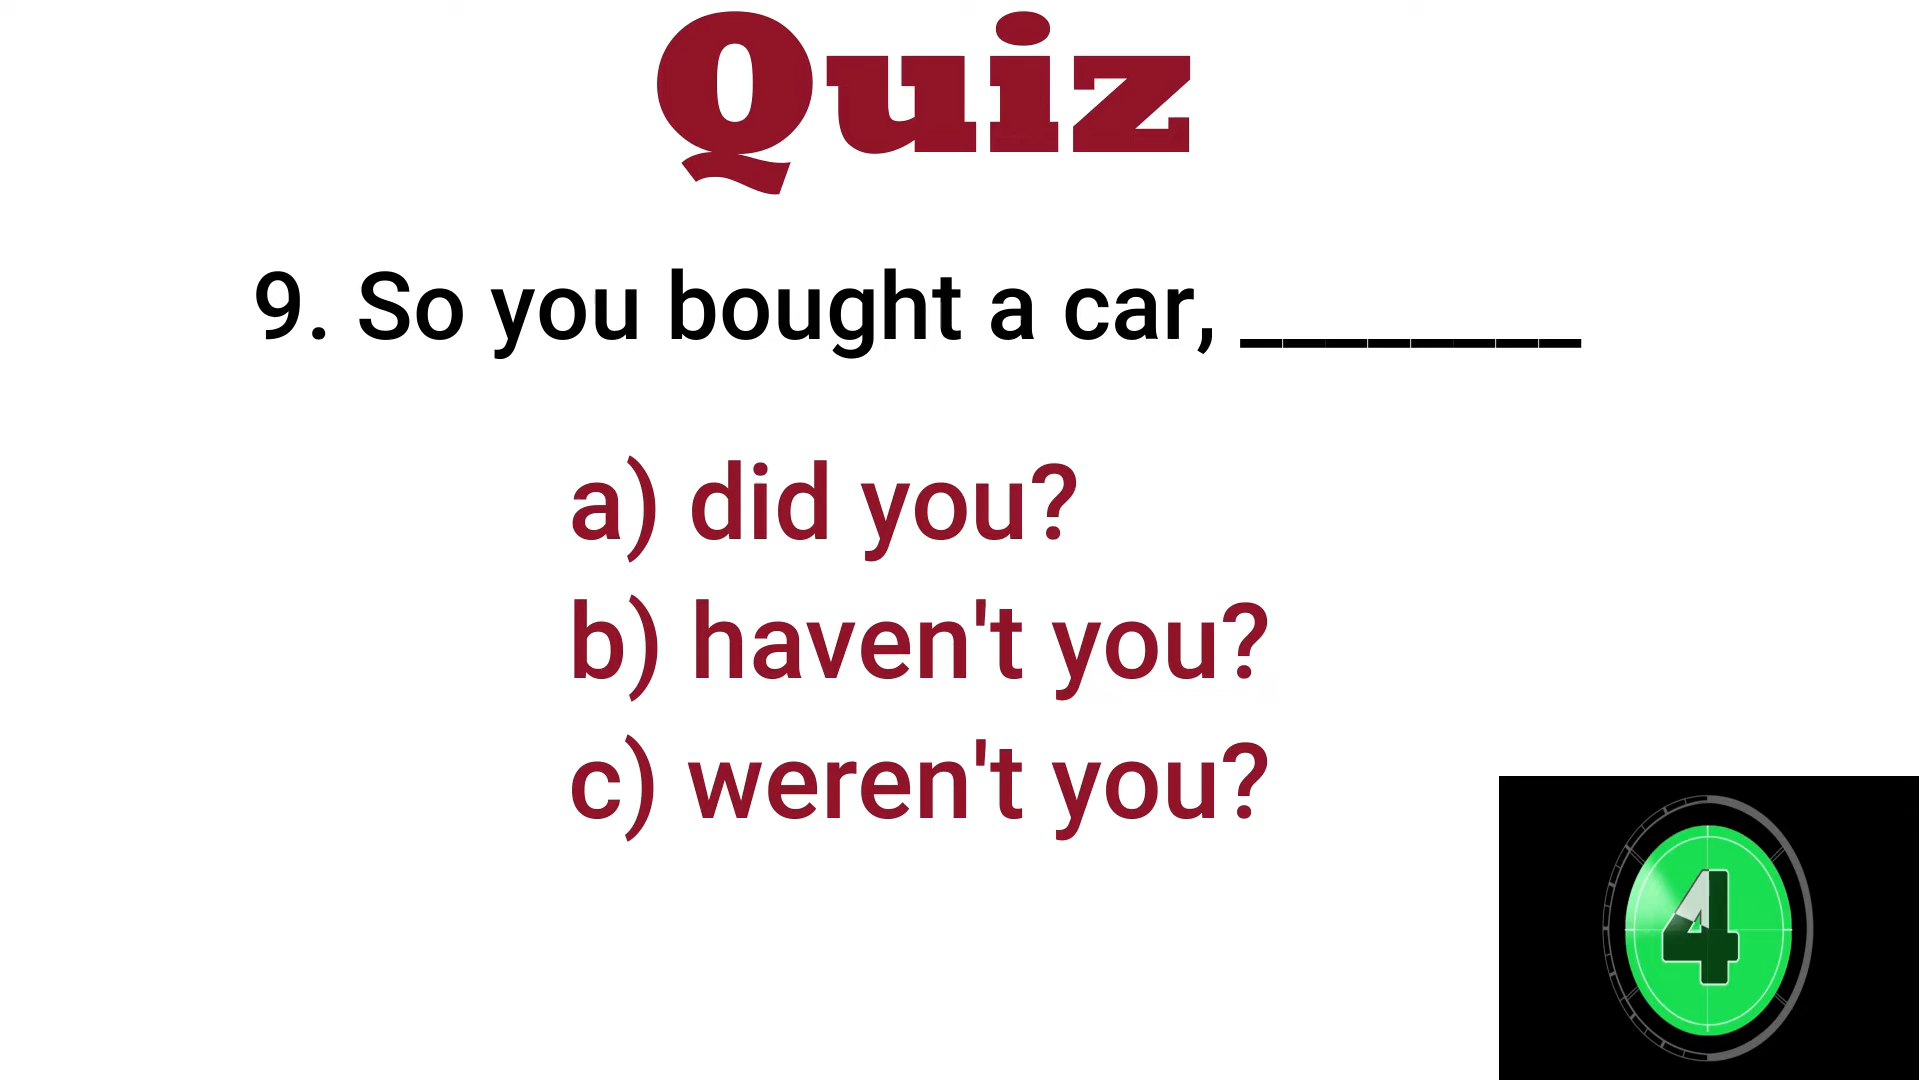 Quiz
9. So you bought a car, ________
a) did you?
b) haven't you?
c) weren't you?
4